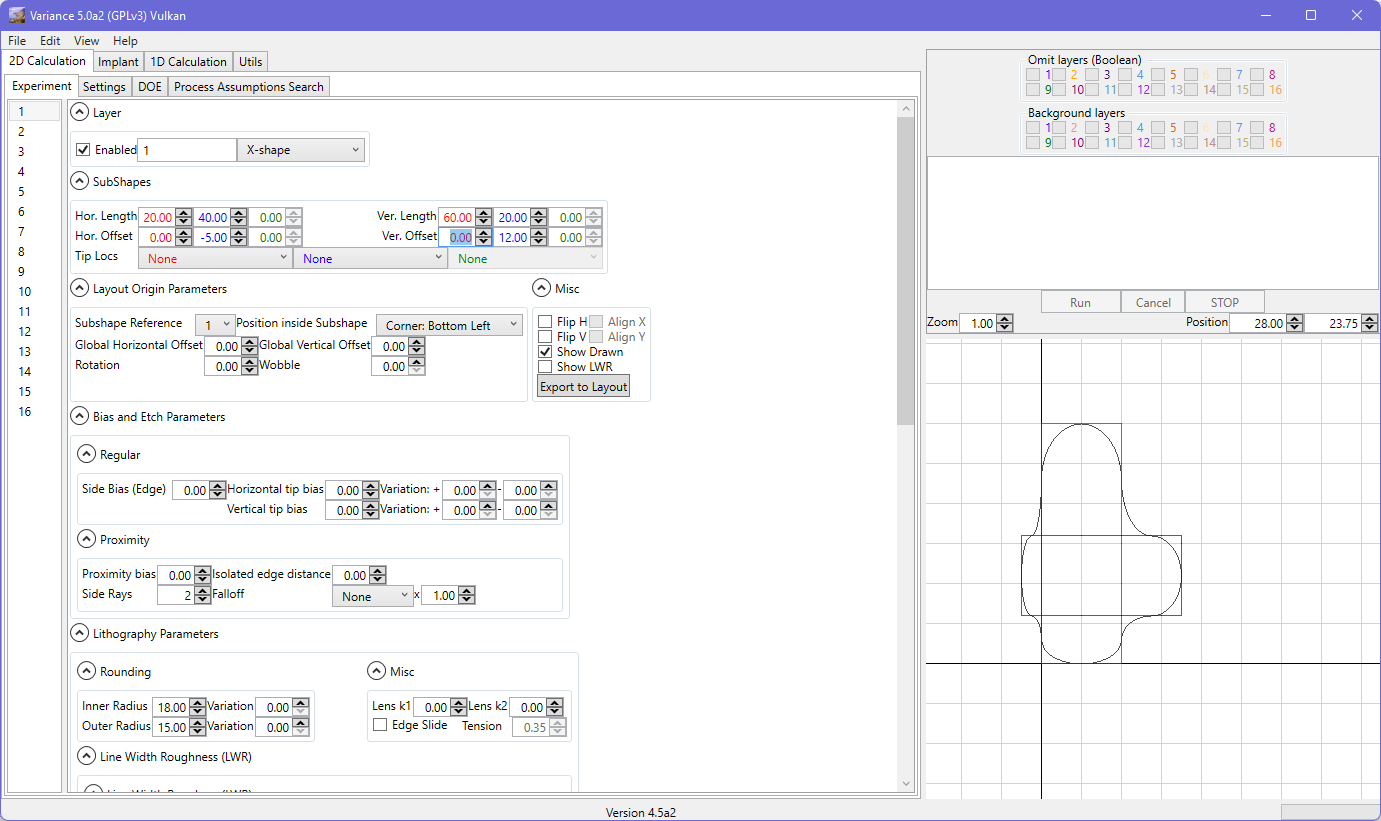 Variance 5.0a2 (GPLv3) Vulkan
File Edit View Help
2D Calculation Implant 1D Calculation Utils
Experiment Settings DOE Process Assumptions Search
1
2
3
4
5
6
7
8
9
10
11
12
13
14
15
16
Layer
Enabled 1 X-shape
SubShapes
Hor. Length 20.00 40.00 0.00 Ver. Length 60.00 20.00 0.00
Hor. Offset 0.00 -5.00 0.00 Ver. Offset 0.00 12.00 0.00
Tip Locs None None None
Layout Origin Parameters
Subshape Reference 1 Position inside Subshape Corner: Bottom Left
Global Horizontal Offset 0.00 Global Vertical Offset 0.00
Rotation 0.00 Wobble 0.00
Misc
Flip H Align X
Flip V Align Y
Show Drawn
Show LWR
Export to Layout
Bias and Etch Parameters
Regular
Side Bias (Edge) 0.00 Horizontal tip bias 0.00 Variation: + 0.00 - 0.00
Vertical tip bias 0.00 Variation: + 0.00 - 0.00
Proximity
Proximity bias 0.00 Isolated edge distance 0.00
Side Rays 2 Falloff None x 1.00
Lithography Parameters
Rounding
Inner Radius 18.00 Variation 0.00
Outer Radius 15.00 Variation 0.00
Misc
Lens k1 0.00 Lens k2 0.00
Edge Slide Tension 0.35
Line Width Roughness (LWR)
Line Width Roughness (LWR)
Omit layers (Boolean)
1 2 3 4 5 6 7 8
9 10 11 12 13 14 15 16
Background layers
1 2 3 4 5 6 7 8
9 10 11 12 13 14 15 16
Run Cancel STOP
Zoom 1.00 Position 28.00 23.75
Version 4.5a2